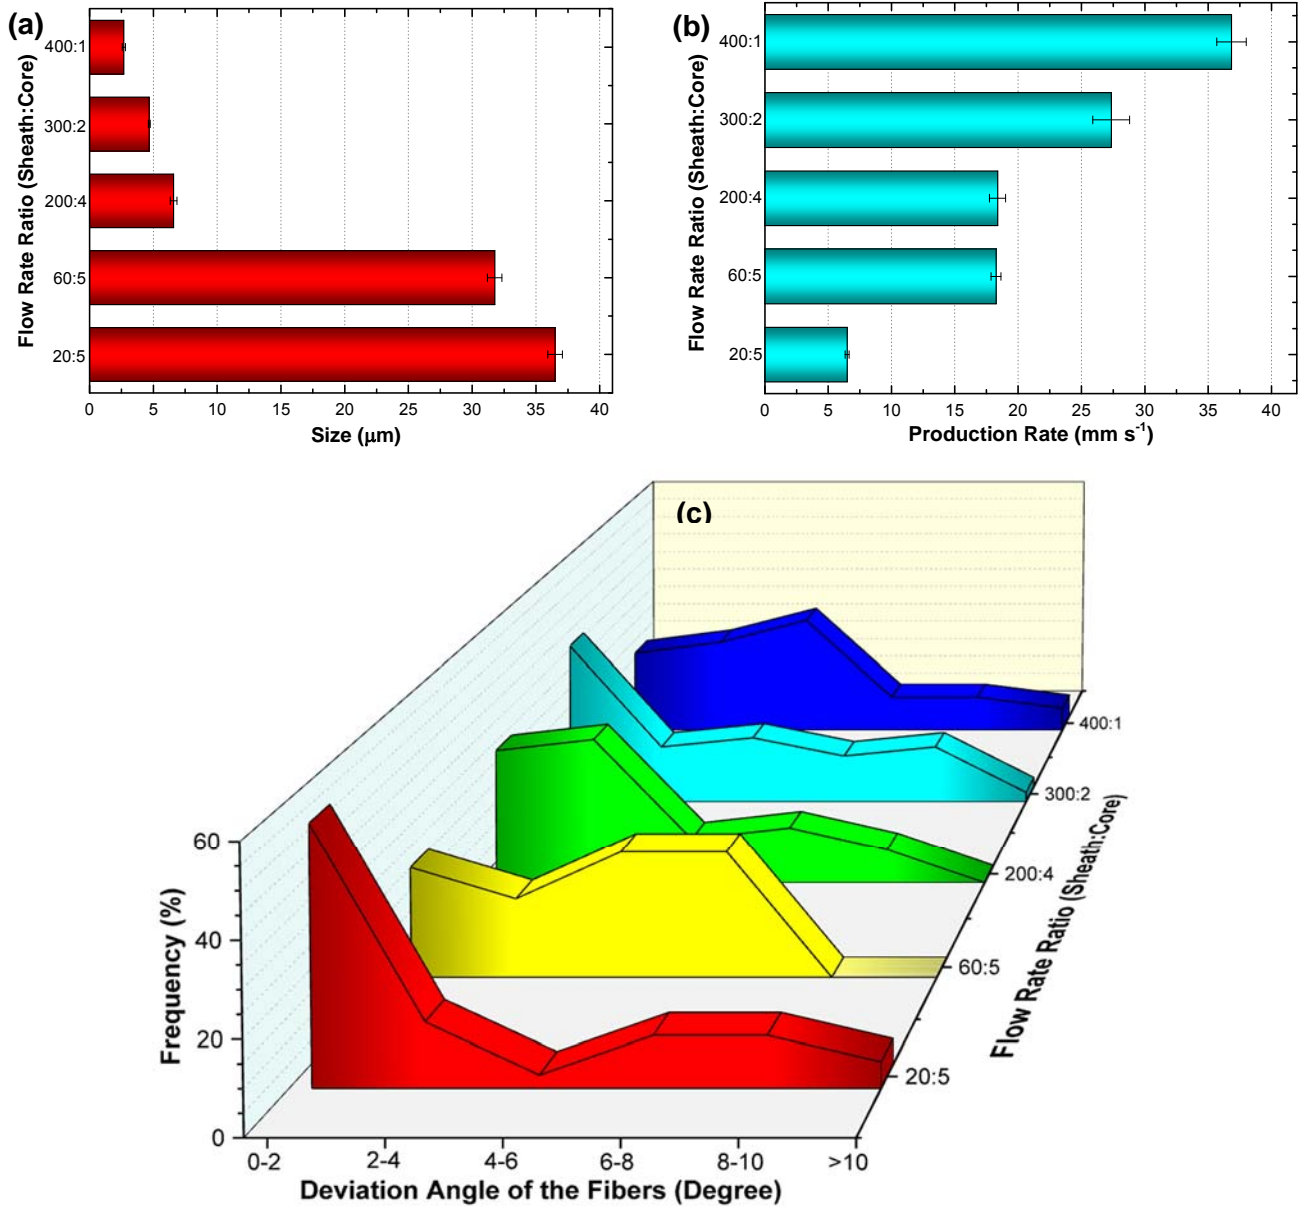 (a)
400:1
300:2
200:4
60:5
20:5
Flow Rate Ratio (Sheath:Core)
0 5 10 15 20 25 30 35 40
Size (μm)
(b)
400:1
300:2
200:4
60:5
20:5
Flow Rate Ratio (Sheath:Core)
0 5 10 15 20 25 30 35 40
Production Rate (mm s⁻¹)
(c)
60
40
20
0
Frequency (%)
0-2 2-4 4-6 6-8 8-10 >10
Deviation Angle of the Fibers (Degree)
400:1
300:2
200:4
60:5
20:5
Flow Rate Ratio (Sheath:Core)